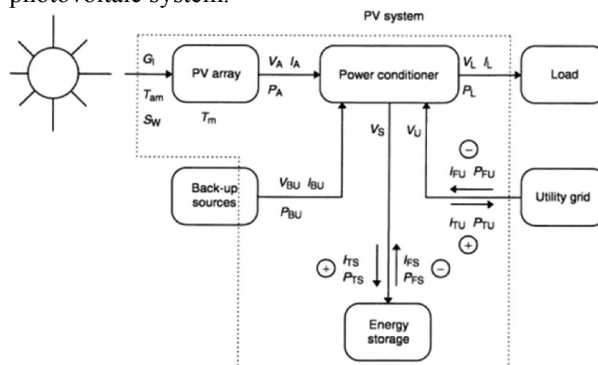 photovoltaic system.
PV system
G_I
T_am
S_W
PV array
T_m
V_A I_A
P_A
Power conditioner
V_L I_L
P_L
Load
V_S
V_U
Back-up
sources
V_BU I_BU
P_BU
−
I_FU P_FU
I_TU P_TU
+
Utility grid
+
I_TS
P_TS
I_FS
P_FS
−
Energy
storage